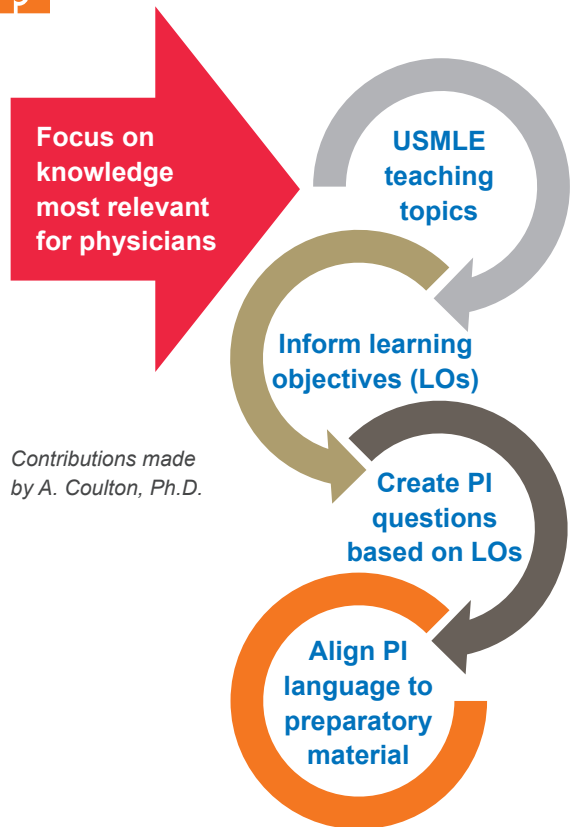 Focus on
knowledge
most relevant
for physicians
USMLE
teaching
topics
Inform learning
objectives (LOs)
Contributions made
by A. Coulton, Ph.D.
Create PI
questions
based on LOs
Align PI
language to
preparatory
material